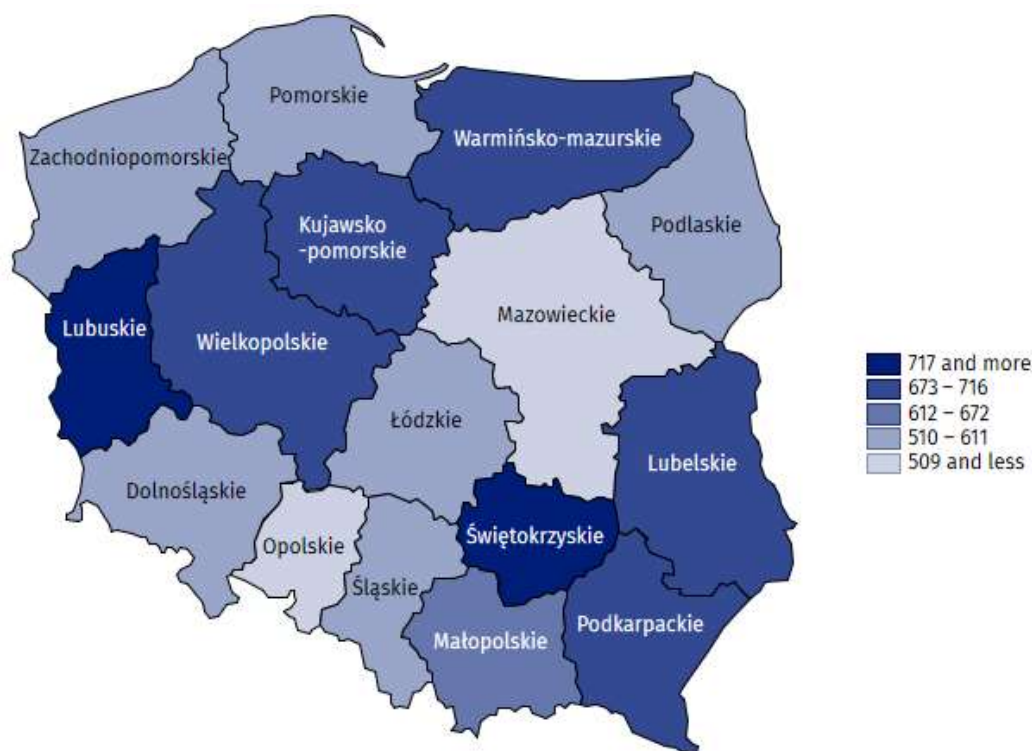 Pomorskie
Warmińsko-mazurskie
Zachodniopomorskie
Podlaskie
Kujawsko
-pomorskie
Mazowieckie
Lubuskie
Wielkopolskie
Łódzkie
Lubelskie
Dolnośląskie
Opolskie
Świętokrzyskie
Śląskie
Małopolskie
Podkarpackie
717 and more
673 – 716
612 – 672
510 – 611
509 and less